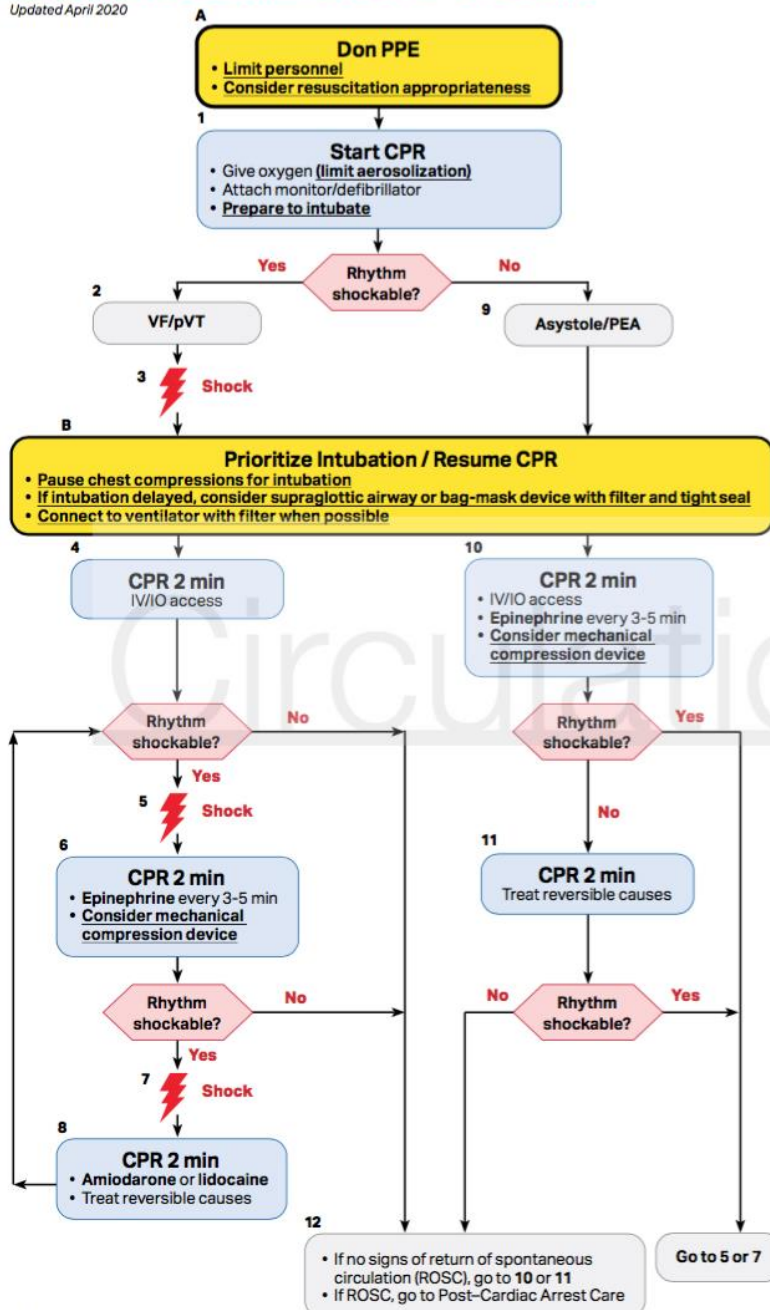 Updated April 2020
A
Don PPE
• Limit personnel
• Consider resuscitation appropriateness
1
Start CPR
• Give oxygen (limit aerosolization)
• Attach monitor/defibrillator
• Prepare to intubate
Yes
Rhythm
shockable?
No
2
VF/pVT
9
Asystole/PEA
3
Shock
B
Prioritize Intubation / Resume CPR
• Pause chest compressions for intubation
• If intubation delayed, consider supraglottic airway or bag-mask device with filter and tight seal
• Connect to ventilator with filter when possible
4
CPR 2 min
IV/IO access
10
CPR 2 min
• IV/IO access
• Epinephrine every 3-5 min
• Consider mechanical
compression device
Circulatio
Rhythm
shockable?
No
Yes
5
Shock
Rhythm
shockable?
Yes
No
6
CPR 2 min
• Epinephrine every 3-5 min
• Consider mechanical
compression device
11
CPR 2 min
Treat reversible causes
Rhythm
shockable?
No
Yes
7
Shock
No
Rhythm
shockable?
Yes
8
CPR 2 min
• Amiodarone or lidocaine
• Treat reversible causes
12
• If no signs of return of spontaneous
circulation (ROSC), go to 10 or 11
• If ROSC, go to Post–Cardiac Arrest Care
Go to 5 or 7